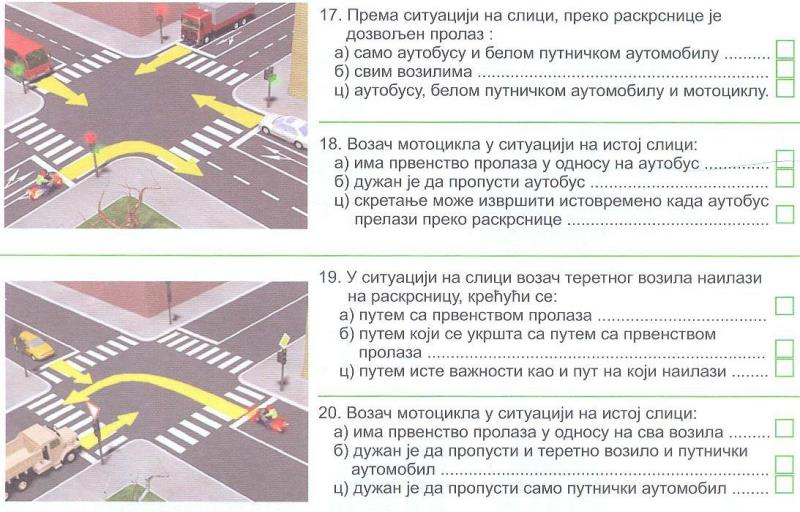 17. Према ситуацији на слици, преко раскрснице је
дозвољен пролаз :
а) само аутобусу и белом путничком аутомобилу ..........
б) свим возилима ..........................................................
ц) аутобусу, белом путничком аутомобилу и мотоциклу.
18. Возач мотоцикла у ситуацији на истој слици:
а) има првенство пролаза у односу на аутобус .............
б) дужан је да пропусти аутобус ....................................
ц) скретање може извршити истовремено када аутобус
прелази преко раскрснице .............................................
19. У ситуацији на слици возач теретног возила наилази
на раскрсницу, крећући се:
а) путем са првенством пролаза ...................................
б) путем који се укршта са путем са првенством
пролаза ...................................................................
ц) путем исте важности као и пут на који наилази ........
20. Возач мотоцикла у ситуацији на истој слици:
а) има првенство пролаза у односу на сва возила .........
б) дужан је да пропусти и теретно возило и путнички
аутомобил ...............................................................
ц) дужан је да пропусти само путнички аутомобил ........